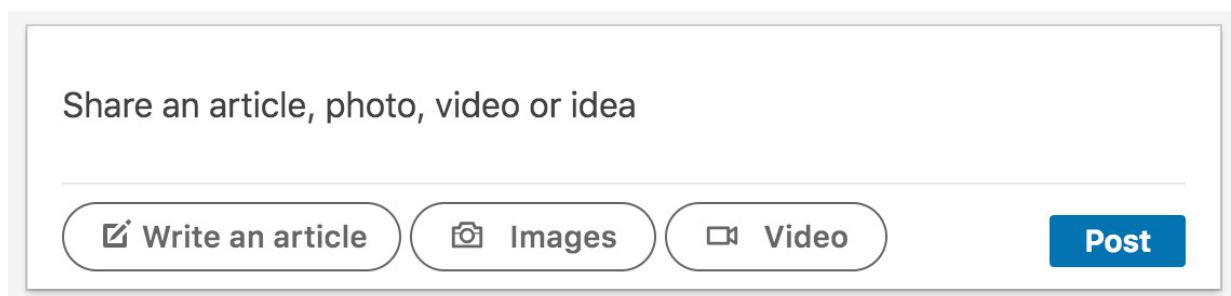 Share an article, photo, video or idea
Write an article Images Video Post